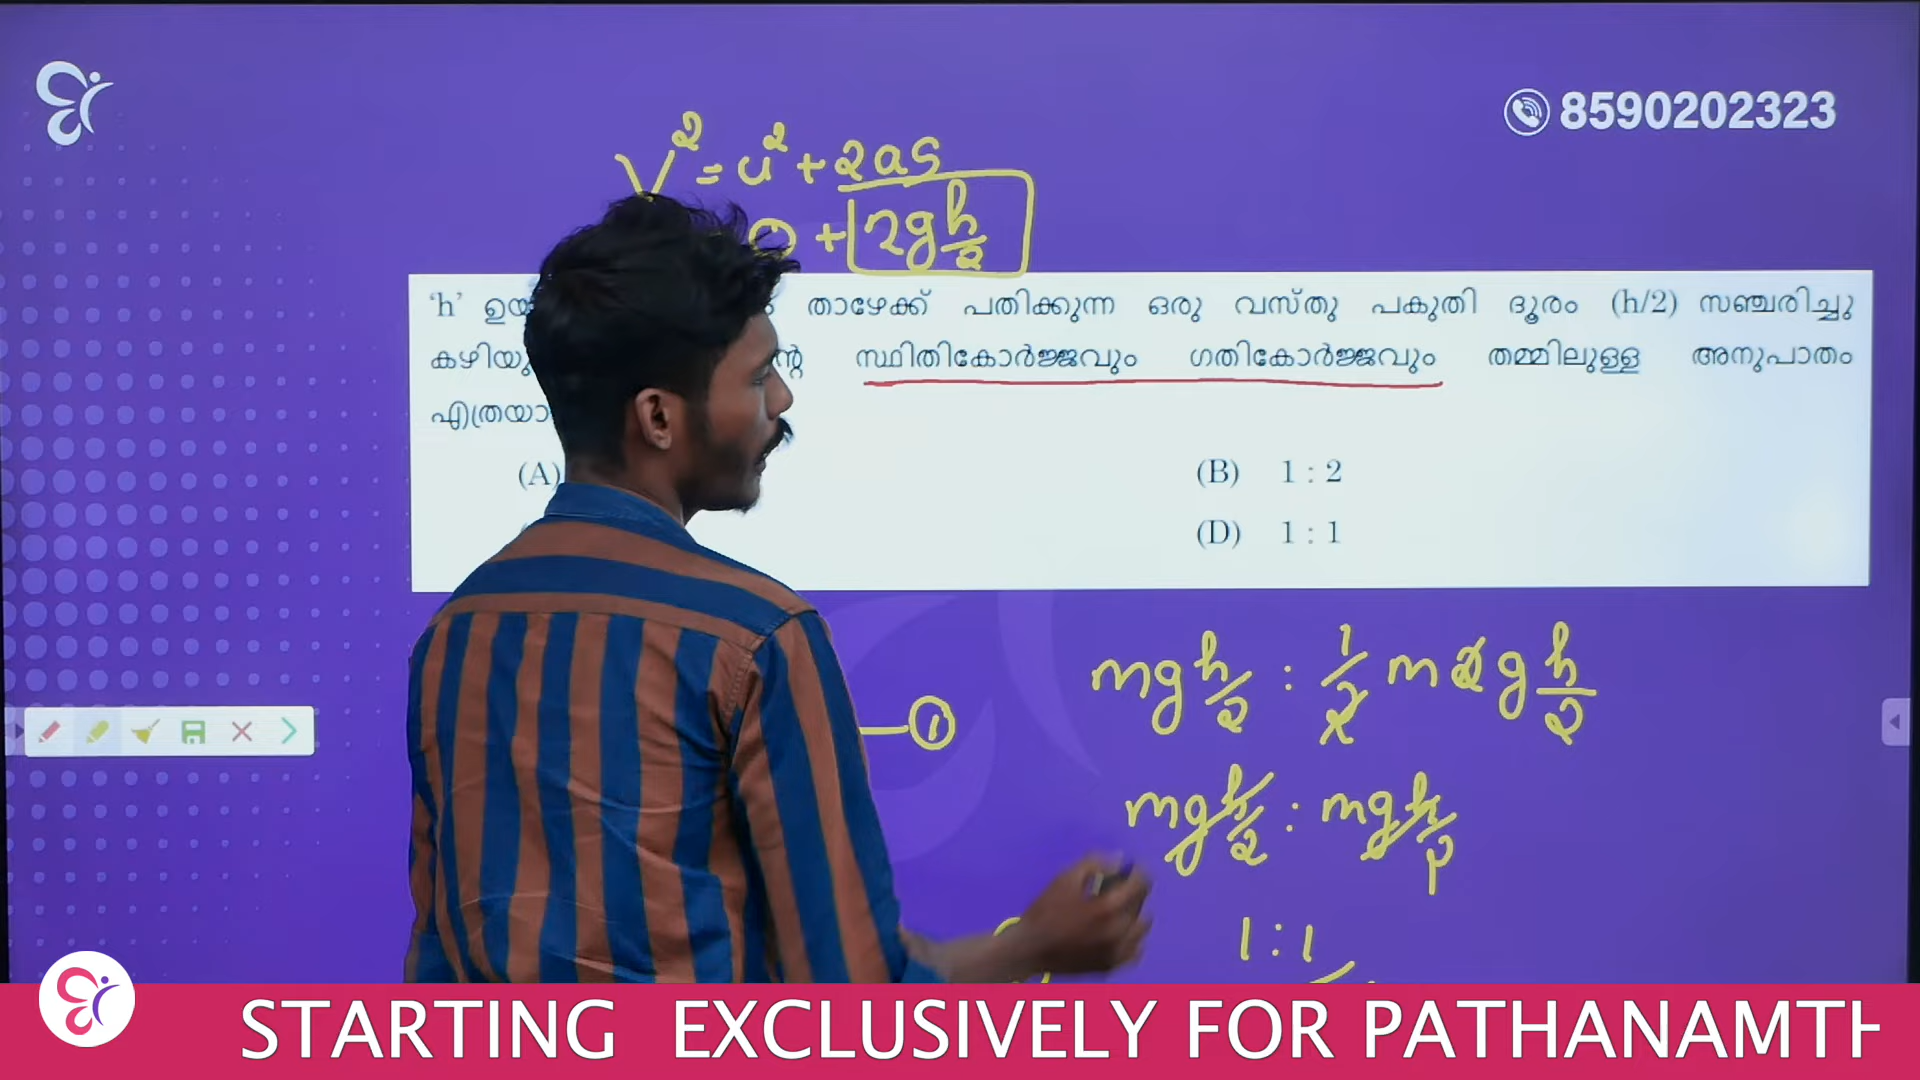 8590202323
V² = u² + 2as
+ 2g h/2
'h' താഴേക്ക് പതിക്കുന്ന ഒരു വസ്തു പകുതി ദൂരം (h/2) സഞ്ചരിച്ചു
സ്ഥിതികോർജ്ജവും ഗതികോർജ്ജവും തമ്മിലുള്ള അനുപാതം
(A)
(B) 1 : 2
(D) 1 : 1
mg h/2 : 1/2 m 2g h/2
1
mg h/2 : mg h/2
1 : 1
STARTING EXCLUSIVELY FOR PATHANAMTH